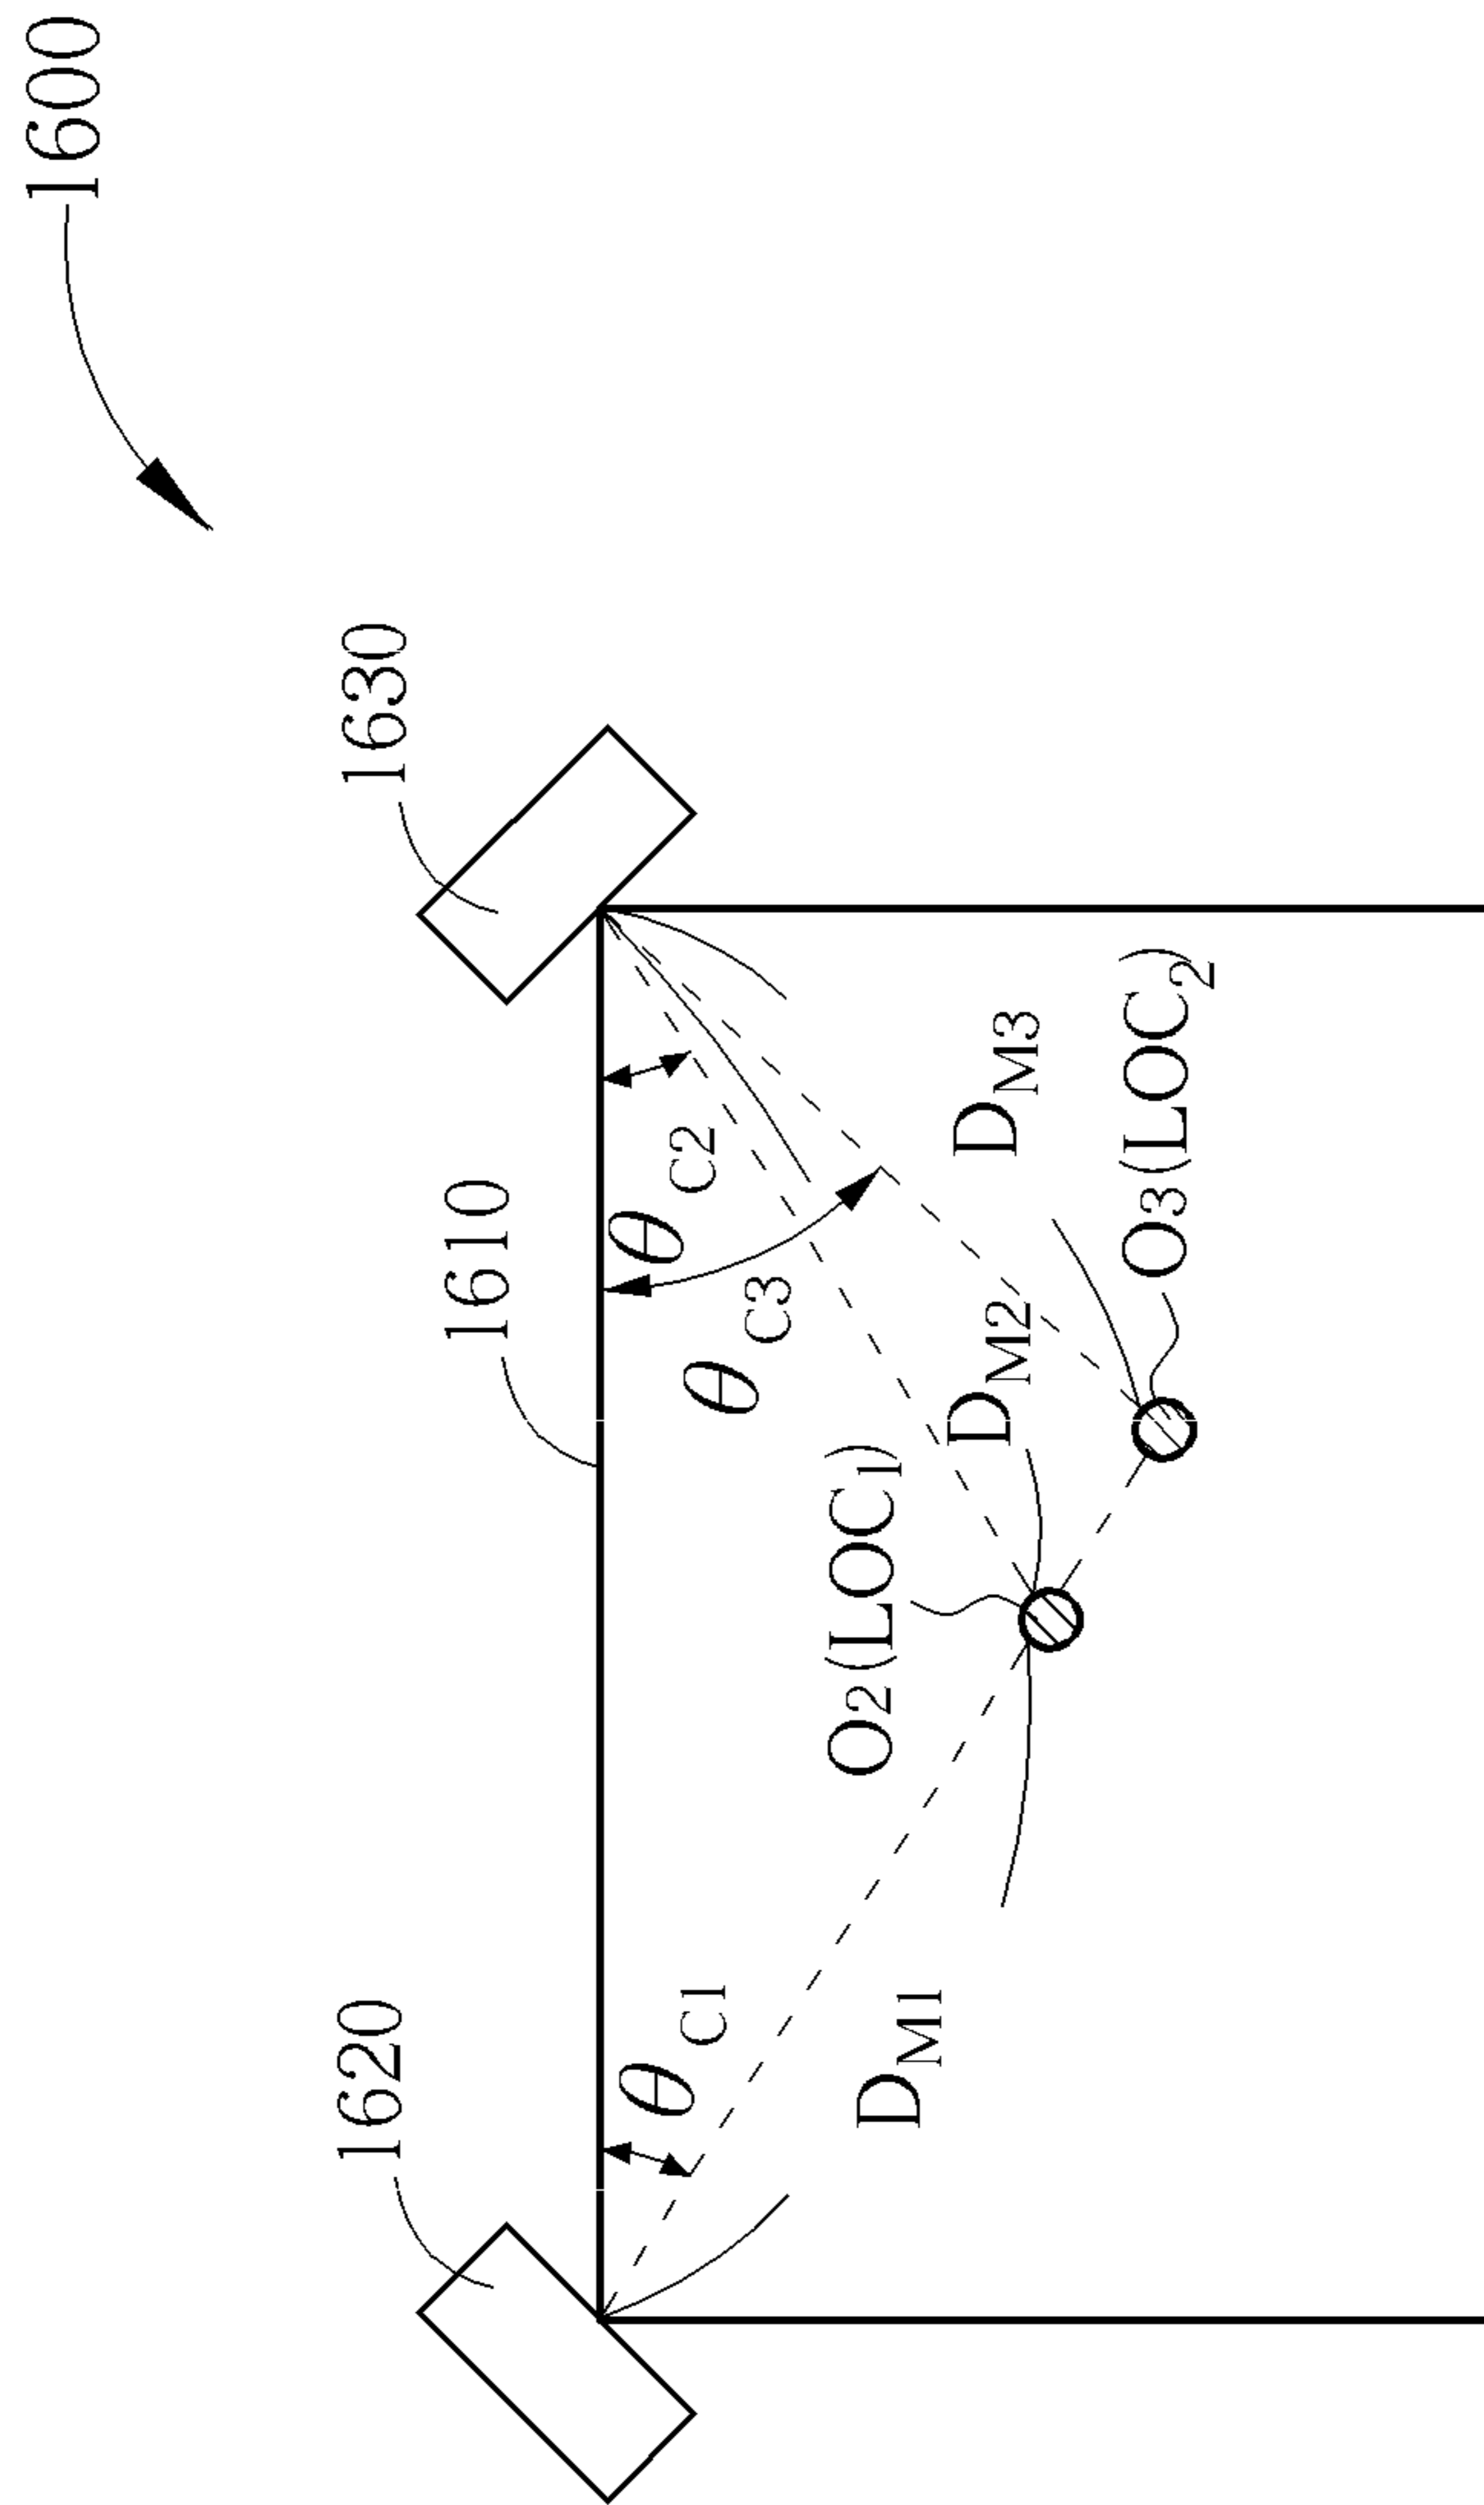 1600
1620
1610
1630
θC1
θC3
θC2
DM1
O2(LOC1)
DM2
DM3
O3(LOC2)